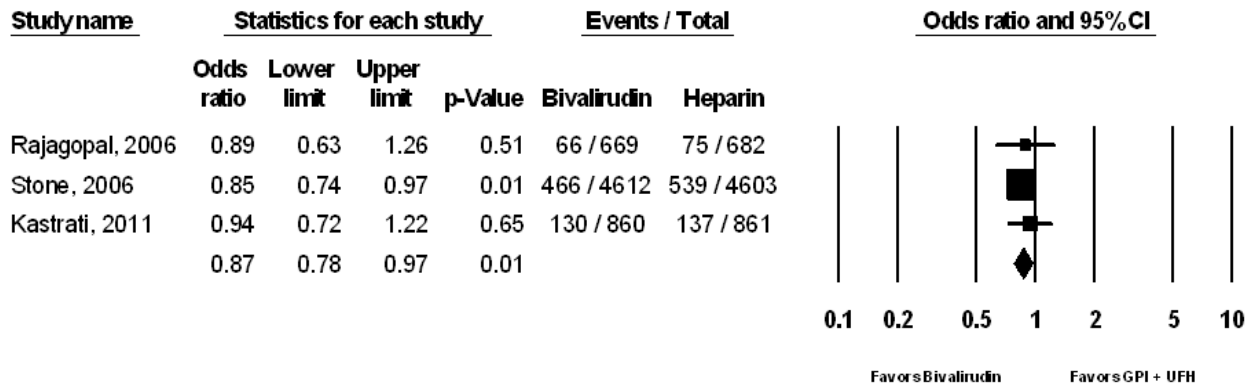 Study name Statistics for each study Events / Total Odds ratio and 95% CI
Odds Lower Upper
ratio limit limit p-Value Bivalirudin Heparin
Rajagopal, 2006 0.89 0.63 1.26 0.51 66 / 669 75 / 682
Stone, 2006 0.85 0.74 0.97 0.01 466 / 4612 539 / 4603
Kastrati, 2011 0.94 0.72 1.22 0.65 130 / 860 137 / 861
0.87 0.78 0.97 0.01
0.1 0.2 0.5 1 2 5 10
Favors Bivalirudin Favors GPI + UFH